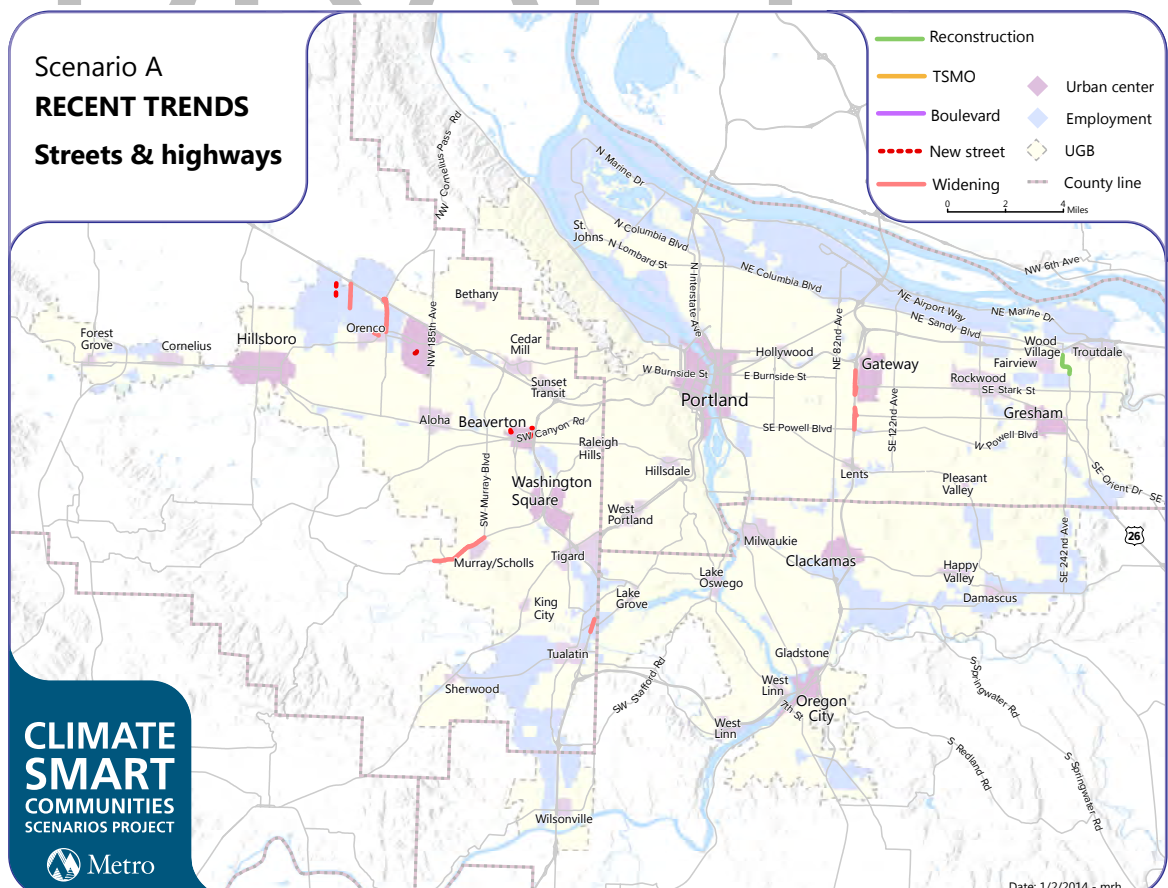 Scenario A
RECENT TRENDS
Streets & highways
Reconstruction
TSMO
Boulevard
New street
Widening
Urban center
Employment
UGB
County line
0 2 4
Miles
NW Cornelius Pass Rd
N Marine Dr
St.
Johns
N Columbia Blvd
N Lombard St
N Interstate Ave
NE Columbia Blvd
NW 6th Ave
NE Airport Way
NE Marine Dr
NE Sandy Blvd
NE 82nd Ave
Bethany
NW 185th Ave
Orenco
Forest
Grove
Cornelius
Hillsboro
Cedar
Mill
Sunset
Transit
Hollywood
W Burnside St
E Burnside St
Portland
Gateway
Wood
Village
Troutdale
Fairview
Rockwood
SE Stark St
Gresham
SE 122nd Ave
Aloha
Beaverton
SW Canyon Rd
Raleigh
Hills
SE Powell Blvd
W Powell Blvd
Hillsdale
Lents
Pleasant
Valley
SE Orient Dr
SE
26
SW Murray Blvd
Washington
Square
West
Portland
Milwaukie
Clackamas
SE 242nd Ave
Tigard
Murray/Scholls
Lake
Oswego
Happy
Valley
Damascus
King
City
Lake
Grove
Tualatin
Gladstone
Sherwood
SW Stafford Rd
West
Linn
Oregon
City
7th St
West
Linn
S Springwater Rd
S Redland Rd
S Springwater Rd
Wilsonville
CLIMATE
SMART
COMMUNITIES
SCENARIOS PROJECT
Metro
Date: 1/2/2014 - mrh